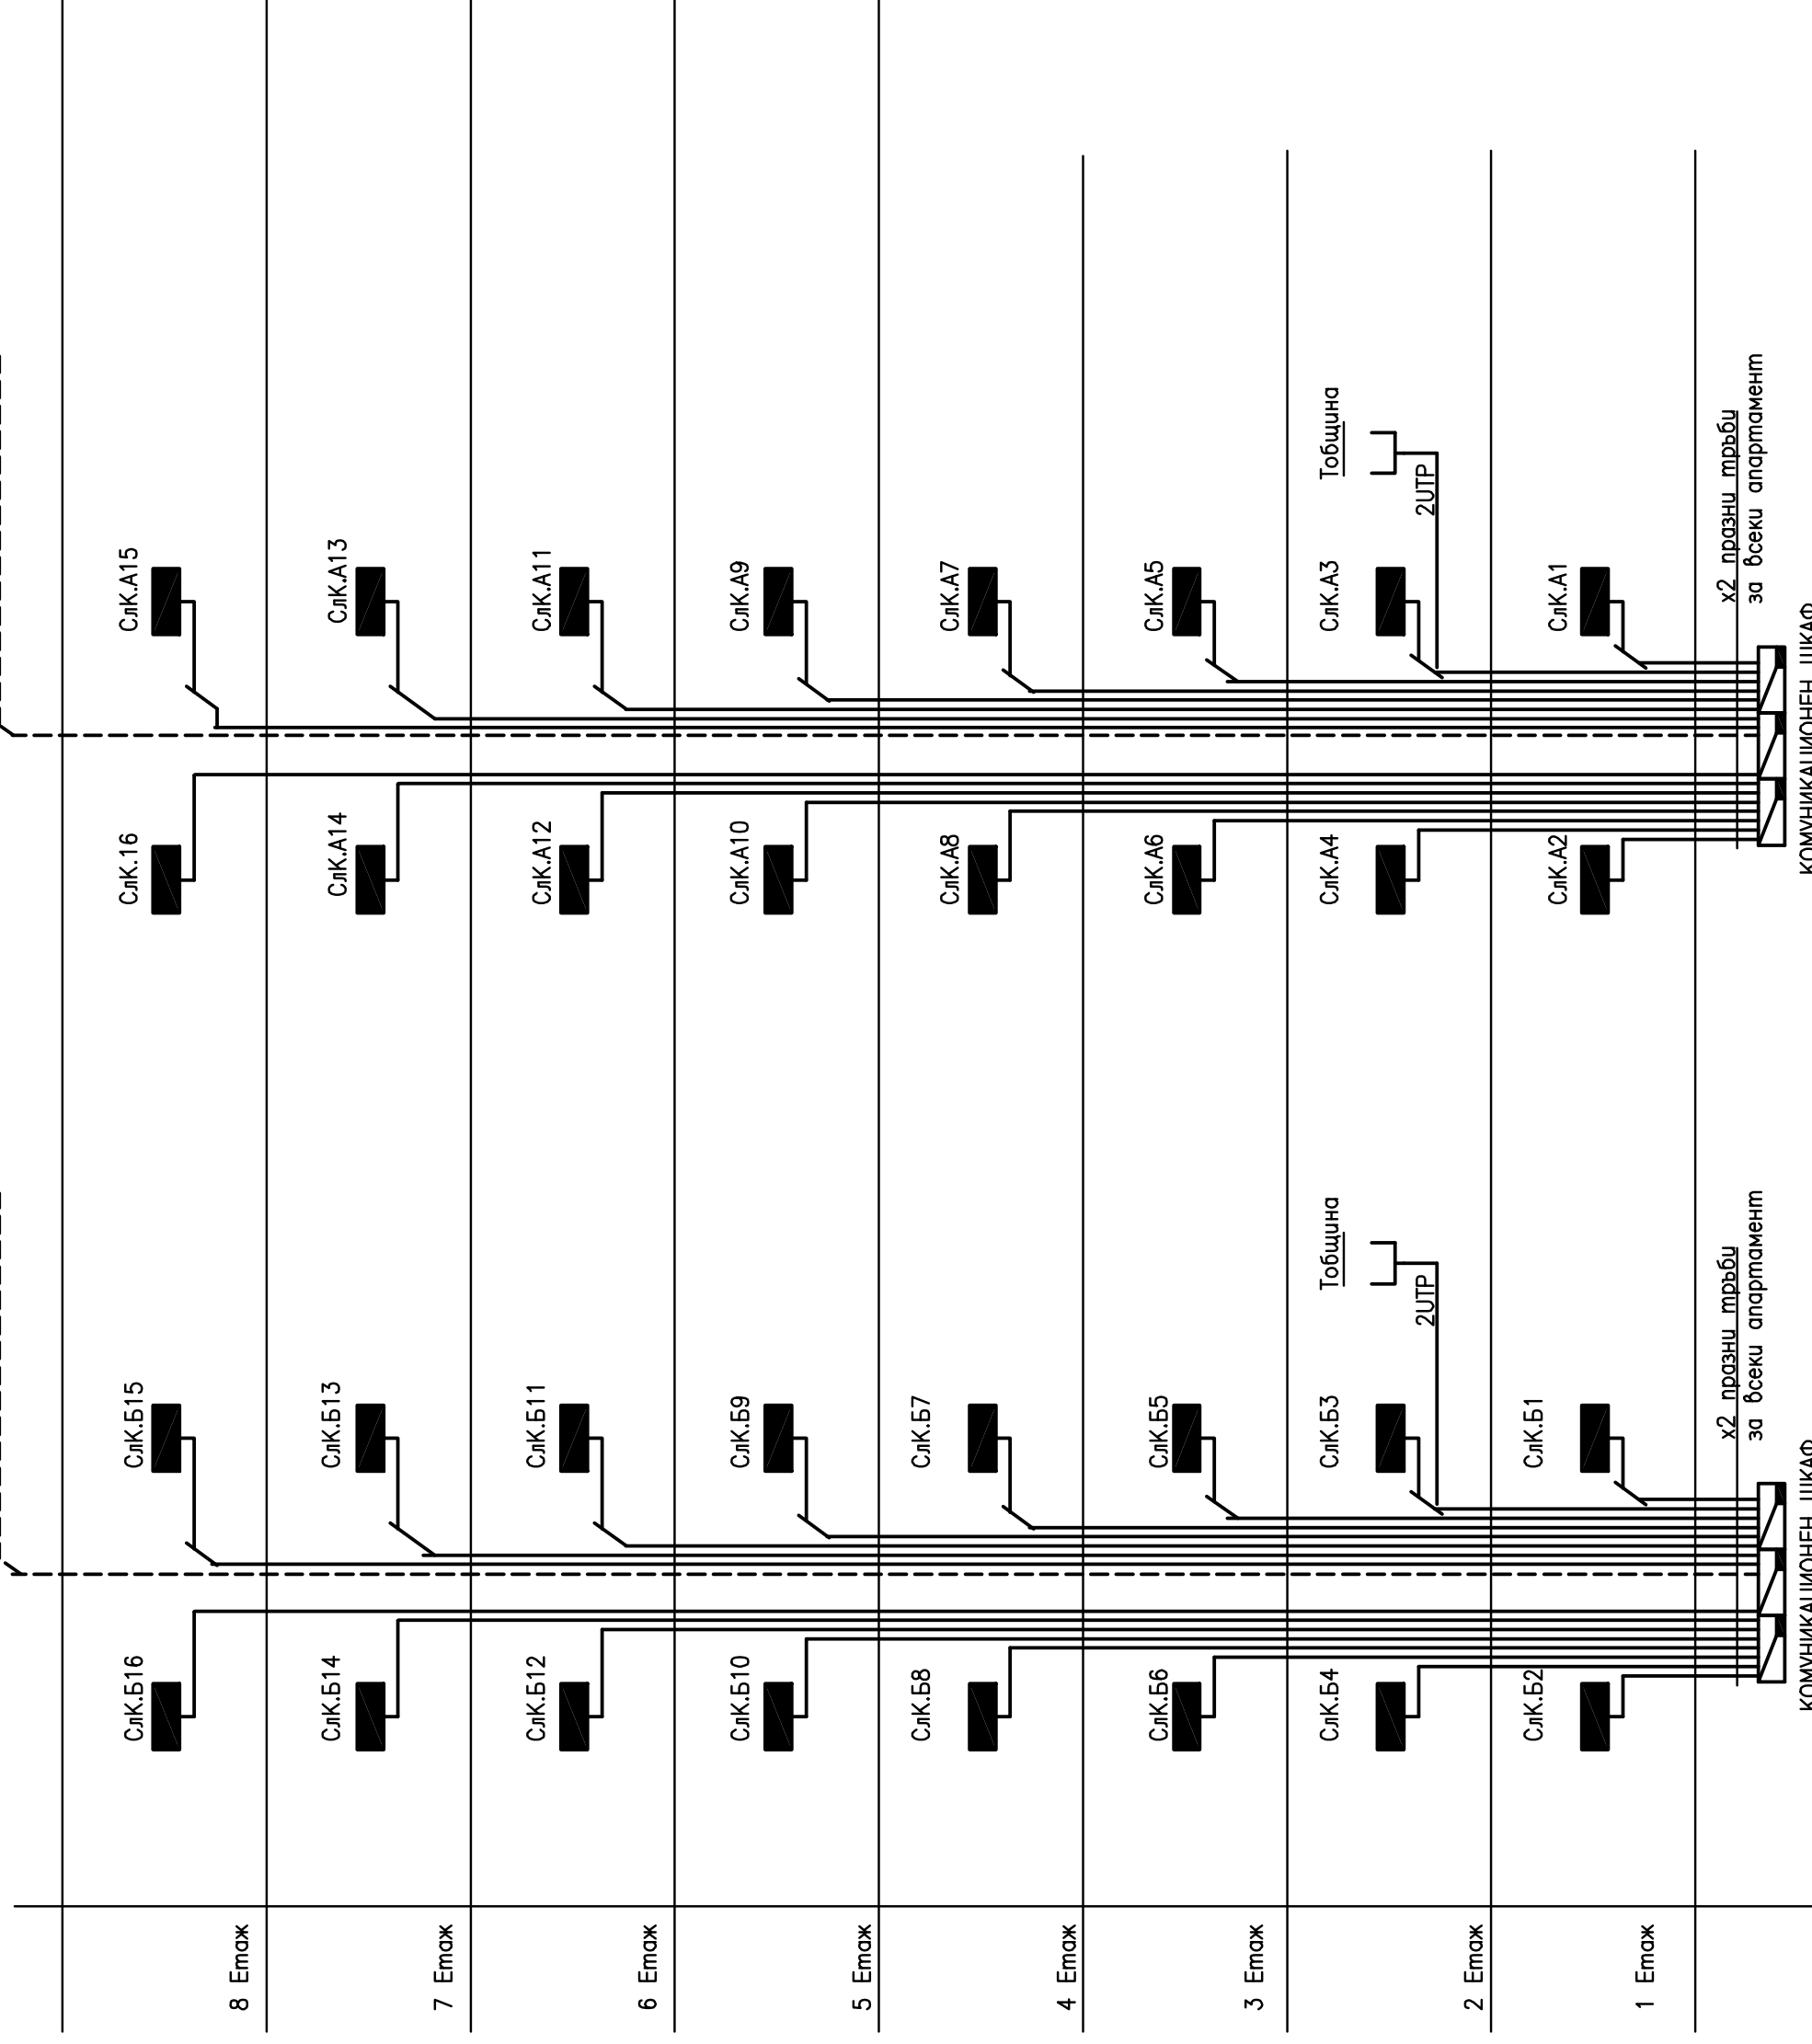 8 Етаж
СлК.Б16
СлК.Б15
СлК.16
СлК.А15
7 Етаж
СлК.Б14
СлК.Б13
СлК.А14
СлК.А13
6 Етаж
СлК.Б12
СлК.Б11
СлК.А12
СлК.А11
5 Етаж
СлК.Б10
СлК.Б9
СлК.А10
СлК.А9
4 Етаж
СлК.Б8
СлК.Б7
СлК.А8
СлК.А7
3 Етаж
СлК.Б6
СлК.Б5
СлК.А6
СлК.А5
2 Етаж
СлК.Б4
СлК.Б3
Тобщина
2UTP
СлК.А4
СлК.А3
Тобщина
2UTP
1 Етаж
СлК.Б2
СлК.Б1
СлК.А2
СлК.А1
х2 празни тръби
за всеки апартамент
х2 празни тръби
за всеки апартамент
КОМУНИКАЦИОНЕН ШКАФ
КОМУНИКАЦИОНЕН ШКАФ